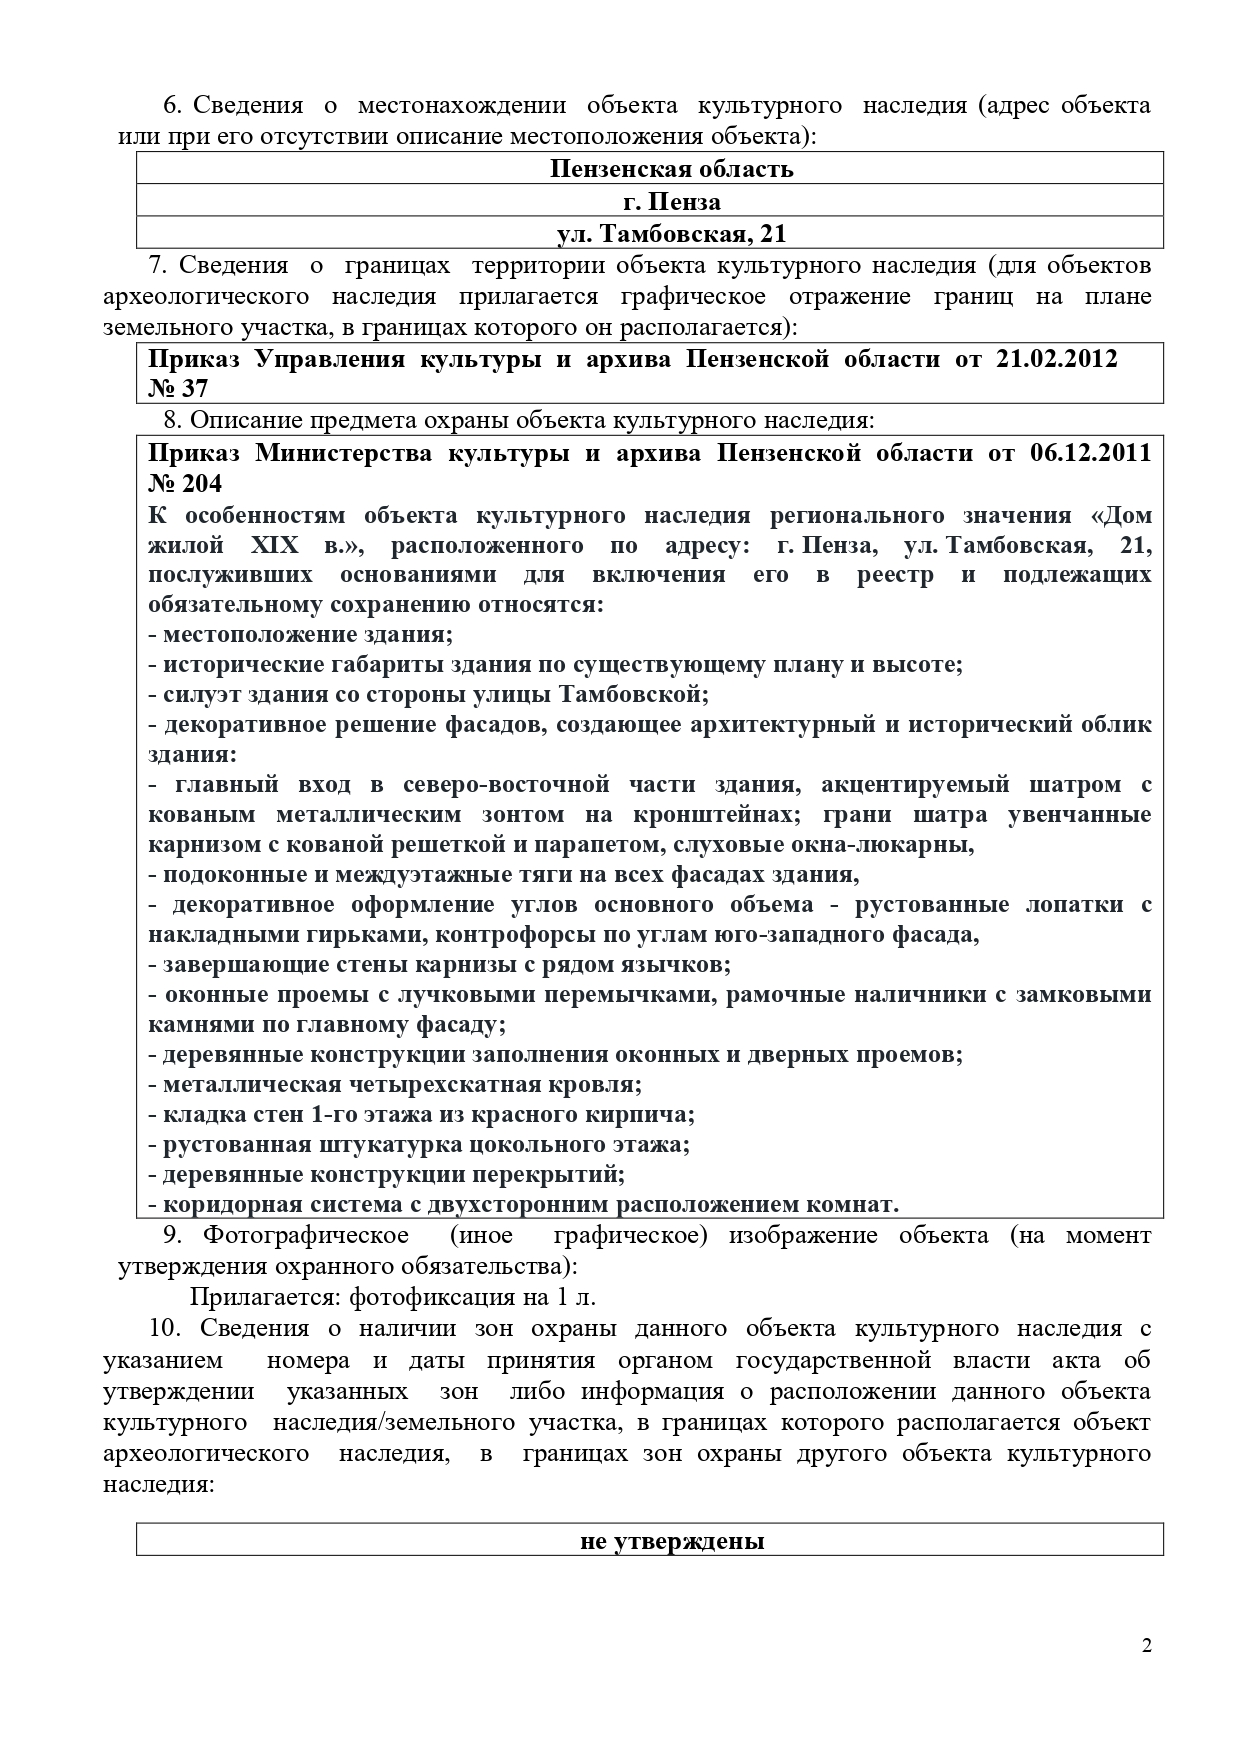 6. Сведения о местонахождении объекта культурного наследия (адрес объекта
или при его отсутствии описание местоположения объекта):
Пензенская область
г. Пенза
ул. Тамбовская, 21
7. Сведения о границах территории объекта культурного наследия (для объектов
археологического наследия прилагается графическое отражение границ на плане
земельного участка, в границах которого он располагается):
Приказ Управления культуры и архива Пензенской области от 21.02.2012
№ 37
8. Описание предмета охраны объекта культурного наследия:
Приказ Министерства культуры и архива Пензенской области от 06.12.2011
№ 204
К особенностям объекта культурного наследия регионального значения «Дом
жилой XIX в.», расположенного по адресу: г. Пенза, ул. Тамбовская, 21,
послуживших основаниями для включения его в реестр и подлежащих
обязательному сохранению относятся:
- местоположение здания;
- исторические габариты здания по существующему плану и высоте;
- силуэт здания со стороны улицы Тамбовской;
- декоративное решение фасадов, создающее архитектурный и исторический облик
здания:
- главный вход в северо-восточной части здания, акцентируемый шатром с
кованым металлическим зонтом на кронштейнах; грани шатра увенчанные
карнизом с кованой решеткой и парапетом, слуховые окна-люкарны,
- подоконные и междуэтажные тяги на всех фасадах здания,
- декоративное оформление углов основного объема - рустованные лопатки с
накладными гирьками, контрофорсы по углам юго-западного фасада,
- завершающие стены карнизы с рядом язычков;
- оконные проемы с лучковыми перемычками, рамочные наличники с замковыми
камнями по главному фасаду;
- деревянные конструкции заполнения оконных и дверных проемов;
- металлическая четырехскатная кровля;
- кладка стен 1-го этажа из красного кирпича;
- рустованная штукатурка цокольного этажа;
- деревянные конструкции перекрытий;
- коридорная система с двухсторонним расположением комнат.
9. Фотографическое (иное графическое) изображение объекта (на момент
утверждения охранного обязательства):
Прилагается: фотофиксация на 1 л.
10. Сведения о наличии зон охраны данного объекта культурного наследия с
указанием номера и даты принятия органом государственной власти акта об
утверждении указанных зон либо информация о расположении данного объекта
культурного наследия/земельного участка, в границах которого располагается объект
археологического наследия, в границах зон охраны другого объекта культурного
наследия:
не утверждены
2